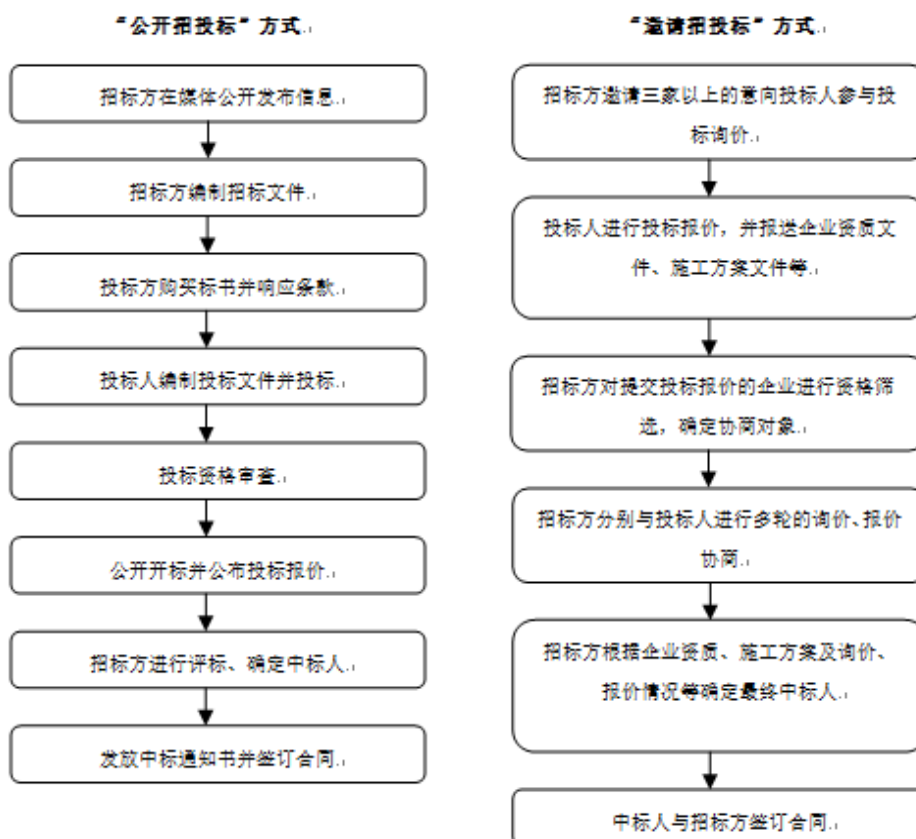 “公开招投标”方式.
招标方在媒体公开发布信息.
招标方编制招标文件.
投标方购买标书并响应条款.
投标人编制投标文件并投标.
投标资格审查.
公开开标并公布投标报价.
招标方进行评标、确定中标人.
发放中标通知书并签订合同.
“邀请招投标”方式.
招标方邀请三家以上的意向投标人参与投
标询价.
投标人进行投标报价，并报送企业资质文
件、施工方案文件等.
招标方对提交投标报价的企业进行资格筛
选，确定协商对象.
招标方分别与投标人进行多轮的询价、报价
协商.
招标方根据企业资质、施工方案及询价、
报价情况等确定最终中标人.
中标人与招标方签订合同.